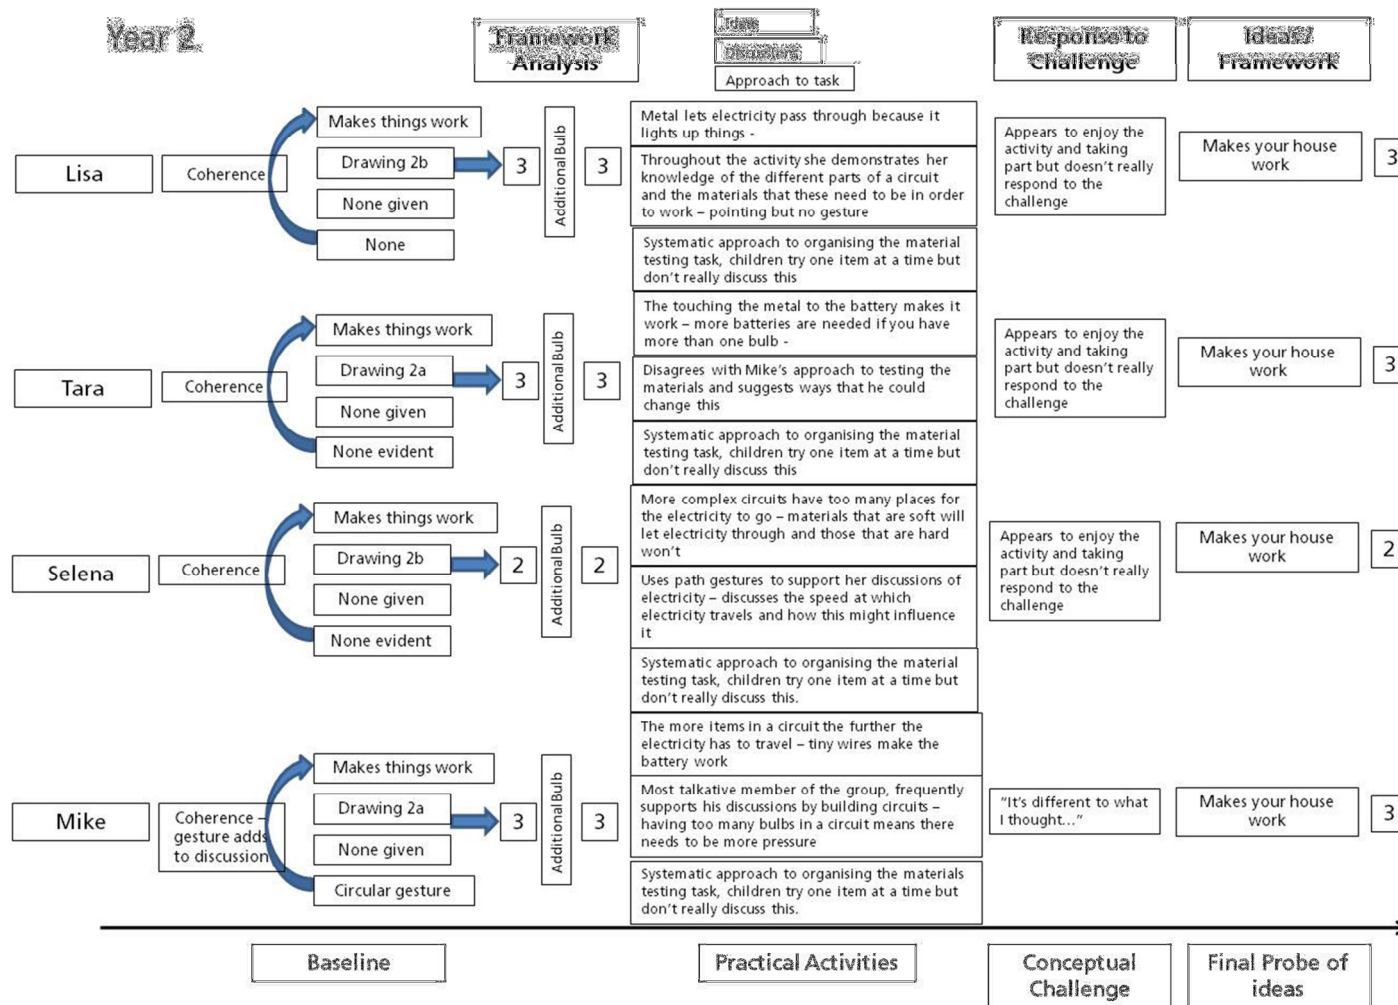 Year 2
Framework
Analysis
Idea
Discussions
Approach to task
Response to
Challenge
Ideas /
Framework
Lisa
Coherence
Makes things work
Drawing 2b
None given
None
3
Additional Bulb
3
Metal lets electricity pass through because it
lights up things -
Throughout the activity she demonstrates her
knowledge of the different parts of a circuit
and the materials that these need to be in order
to work – pointing but no gesture
Systematic approach to organising the material
testing task, children try one item at a time but
don't really discuss this
Appears to enjoy the
activity and taking
part but doesn't really
respond to the
challenge
Makes your house
work
3
Tara
Coherence
Makes things work
Drawing 2a
None given
None evident
3
Additional Bulb
3
The touching the metal to the battery makes it
work – more batteries are needed if you have
more than one bulb -
Disagrees with Mike's approach to testing the
materials and suggests ways that he could
change this
Systematic approach to organising the material
testing task, children try one item at a time but
don't really discuss this
Appears to enjoy the
activity and taking
part but doesn't really
respond to the
challenge
Makes your house
work
3
Selena
Coherence
Makes things work
Drawing 2b
None given
None evident
2
Additional Bulb
2
More complex circuits have too many places for
the electricity to go – materials that are soft will
let electricity through and those that are hard
won't
Uses path gestures to support her discussions of
electricity – discusses the speed at which
electricity travels and how this might influence
it
Systematic approach to organising the material
testing task, children try one item at a time but
don't really discuss this.
Appears to enjoy the
activity and taking
part but doesn't really
respond to the
challenge
Makes your house
work
2
Mike
Coherence –
gesture adds
to discussion
Makes things work
Drawing 2a
None given
Circular gesture
3
Additional Bulb
3
The more items in a circuit the further the
electricity has to travel – tiny wires make the
battery work
Most talkative member of the group, frequently
supports his discussions by building circuits –
having too many bulbs in a circuit means there
needs to be more pressure
Systematic approach to organising the materials
testing task, children try one item at a time but
don't really discuss this.
"It's different to what
I thought..."
Makes your house
work
3
Baseline
Practical Activities
Conceptual
Challenge
Final Probe of
ideas